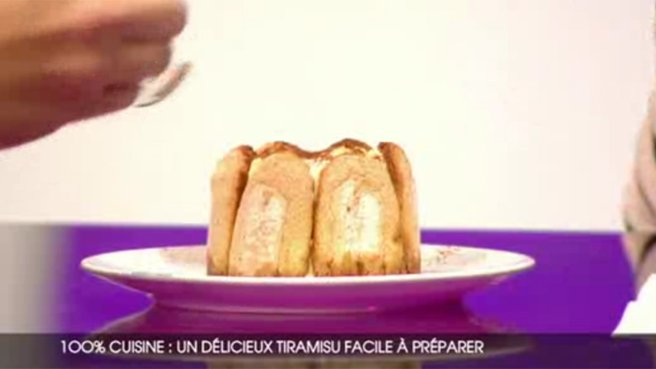 100% CUISINE : UN DÉLICIEUX TIRAMISU FACILE À PRÉPARER